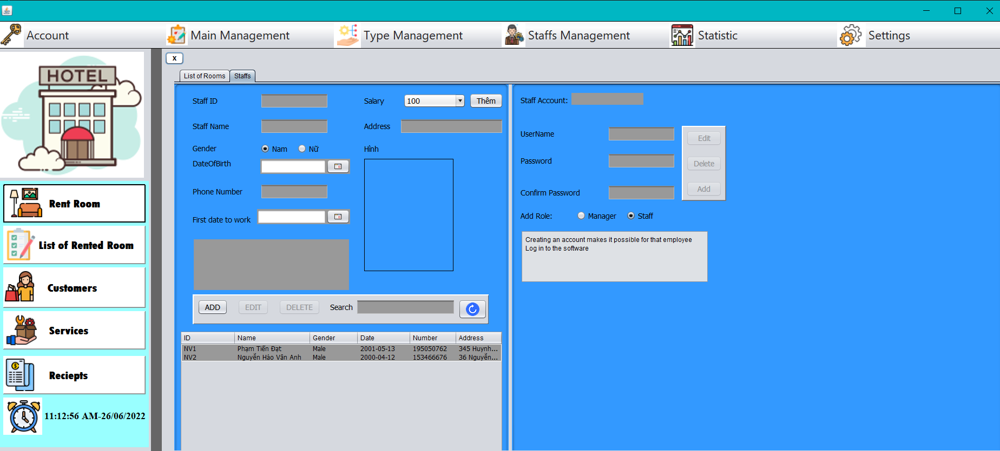 Account
Main Management
Type Management
Staffs Management
Statistic
Settings
HOTEL
Rent Room
List of Rented Room
Customers
Services
Reciepts
11:12:56 AM-26/06/2022
x
List of Rooms
Staffs
Staff ID
Salary
100
Thêm
Staff Name
Address
Gender
Nam
Nữ
Hình
DateOfBirth
Phone Number
First date to work
ADD
EDIT
DELETE
Search
ID Name Gender Date Number Address
NV1 Phạm Tiến Đạt Male 2001-05-13 195050762 345 Huynh...
NV2 Nguyễn Hảo Vân Anh Male 2000-04-12 153466676 36 Nguyễn...
Staff Account:
UserName
Password
Confirm Password
Edit
Delete
Add
Add Role:
Manager
Staff
Creating an account makes it possible for that employee
Log in to the software